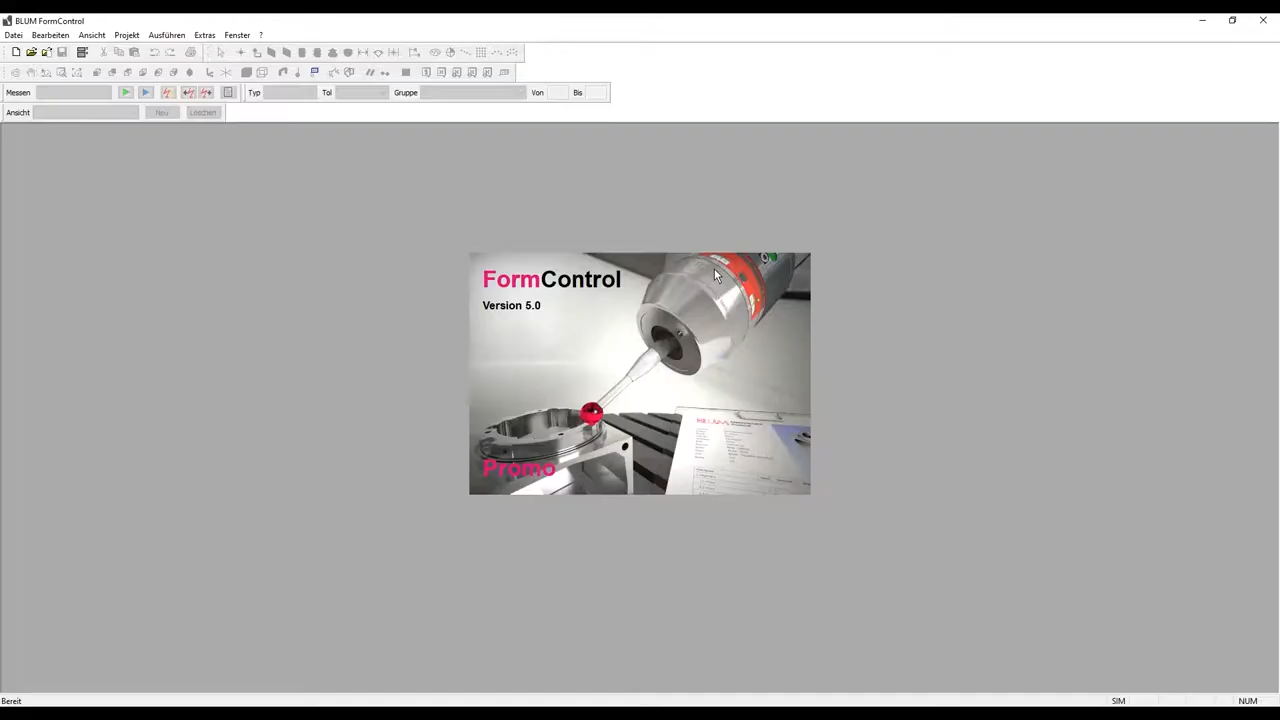 BLUM FormControl
Datei Bearbeiten Ansicht Projekt Ausführen Extras Fenster ?
Messen Typ Tol Gruppe Von Bis
Ansicht Neu Löschen
FormControl
Version 5.0
Promo
Bereit SIM NUM